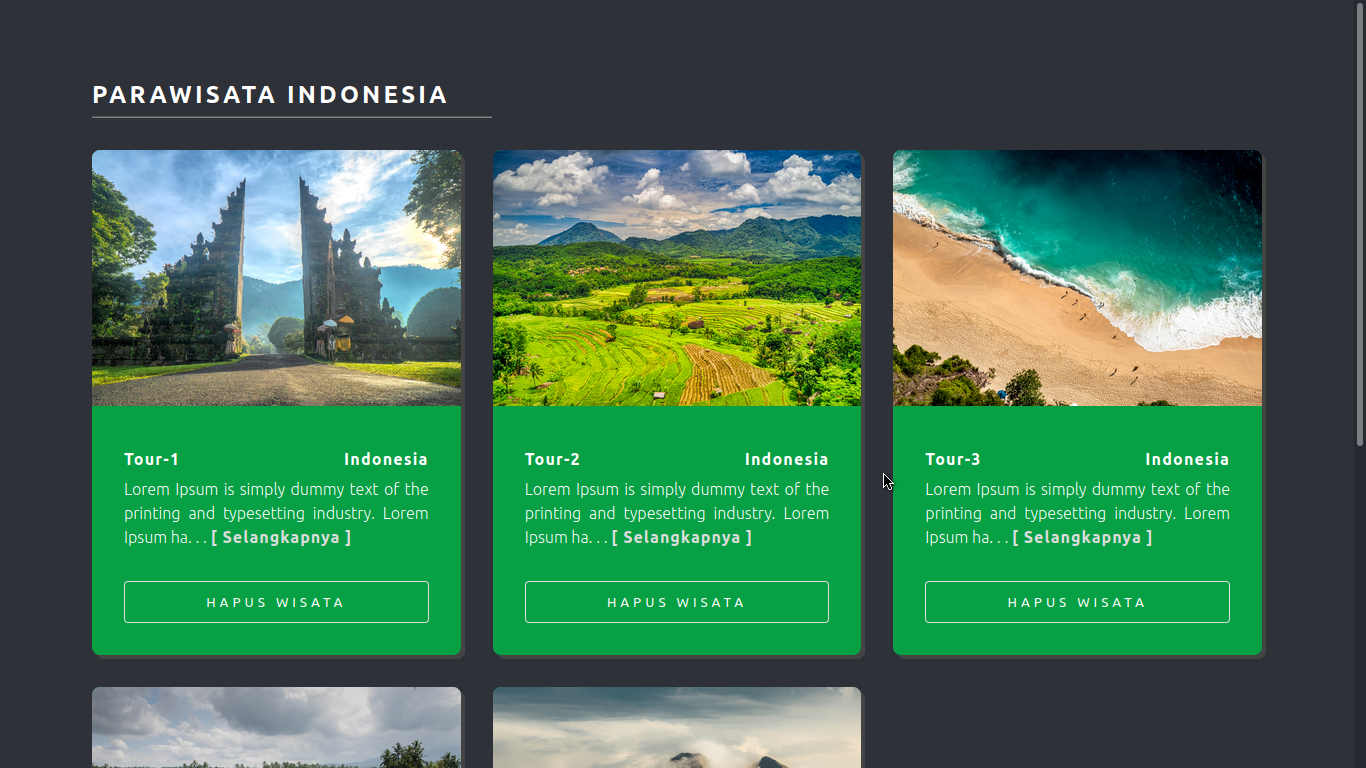 PARAWISATA INDONESIA
Tour-1 Indonesia
Lorem Ipsum is simply dummy text of the
printing and typesetting industry. Lorem
Ipsum ha. . . [ Selangkapnya ]
HAPUS WISATA
Tour-2 Indonesia
Lorem Ipsum is simply dummy text of the
printing and typesetting industry. Lorem
Ipsum ha. . . [ Selangkapnya ]
HAPUS WISATA
Tour-3 Indonesia
Lorem Ipsum is simply dummy text of the
printing and typesetting industry. Lorem
Ipsum ha. . . [ Selangkapnya ]
HAPUS WISATA